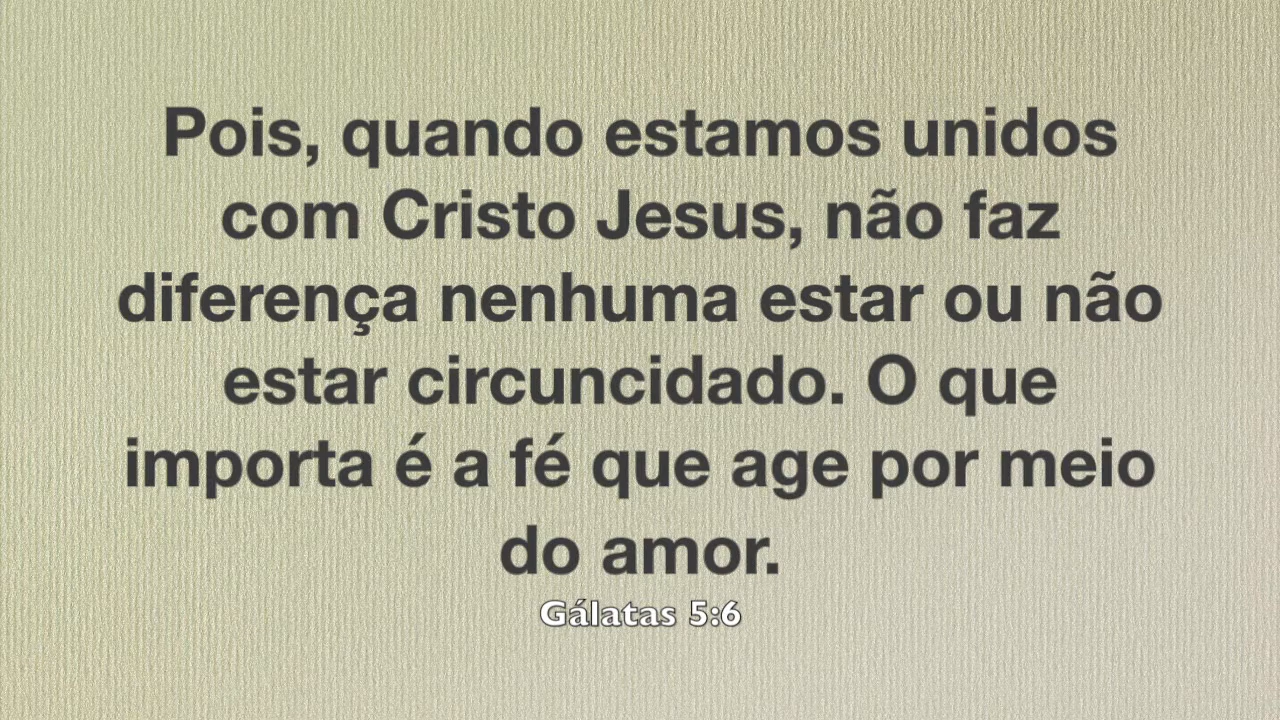 Pois, quando estamos unidos
com Cristo Jesus, não faz
diferença nenhuma estar ou não
estar circuncidado. O que
importa é a fé que age por meio
do amor.
Gálatas 5:6